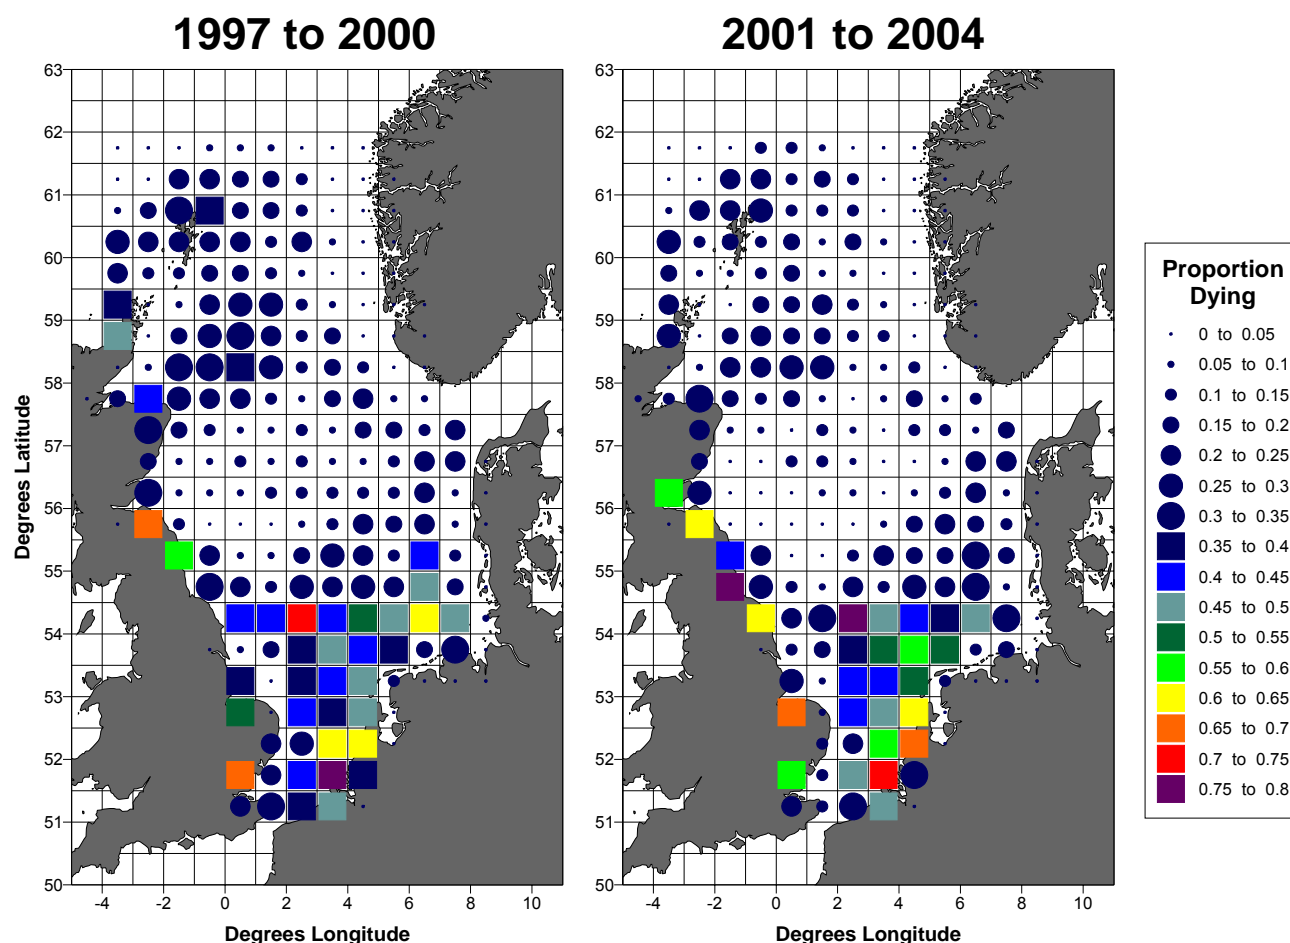 1997 to 2000
2001 to 2004
63
62
61
60
59
58
57
56
55
54
53
52
51
50
Degrees Latitude
-4 -2 0 2 4 6 8 10
Degrees Longitude
63
62
61
60
59
58
57
56
55
54
53
52
51
50
-4 -2 0 2 4 6 8 10
Degrees Longitude
Proportion
Dying
0 to 0.05
0.05 to 0.1
0.1 to 0.15
0.15 to 0.2
0.2 to 0.25
0.25 to 0.3
0.3 to 0.35
0.35 to 0.4
0.4 to 0.45
0.45 to 0.5
0.5 to 0.55
0.55 to 0.6
0.6 to 0.65
0.65 to 0.7
0.7 to 0.75
0.75 to 0.8